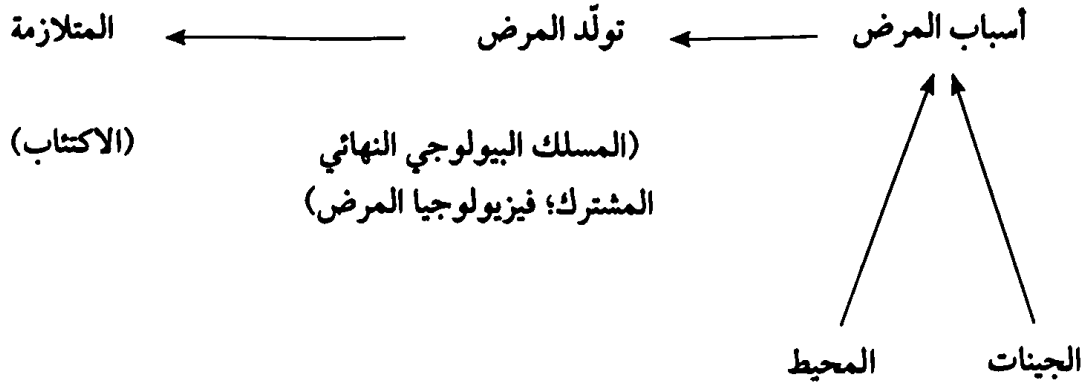 أسباب المرض
تولّد المرض
المتلازمة
(المسلك البيولوجي النهائي
المشترك؛ فيزيولوجيا المرض)
(الاكتئاب)
الجينات
المحيط